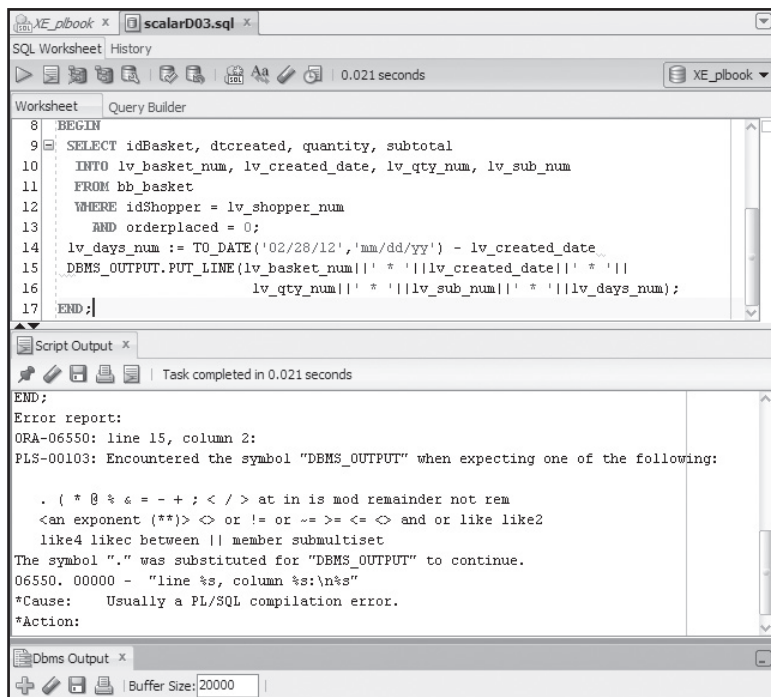 XE_plbook x scalarD03.sql x
SQL Worksheet History
0.021 seconds XE_plbook
Worksheet Query Builder
8 BEGIN
9 SELECT idBasket, dtcreated, quantity, subtotal
10 INTO lv_basket_num, lv_created_date, lv_qty_num, lv_sub_num
11 FROM bb_basket
12 WHERE idShopper = lv_shopper_num
13 AND orderplaced = 0;
14 lv_days_num := TO_DATE('02/28/12','mm/dd/yy') - lv_created_date
15 DBMS_OUTPUT.PUT_LINE(lv_basket_num||' * '||lv_created_date||' * '||
16 lv_qty_num||' * '||lv_sub_num||' * '||lv_days_num);
17 END;
Script Output x
Task completed in 0.021 seconds
END;
Error report:
ORA-06550: line 15, column 2:
PLS-00103: Encountered the symbol "DBMS_OUTPUT" when expecting one of the following:
. ( * @ % & = - + ; < / > at in is mod remainder not rem
<an exponent (**)> <> or != or ~= >= <= <> and or like like2
like4 likec between || member submultiset
The symbol "." was substituted for "DBMS_OUTPUT" to continue.
06550. 00000 - "line %s, column %s:\n%s"
*Cause: Usually a PL/SQL compilation error.
*Action:
Dbms Output x
Buffer Size: 20000